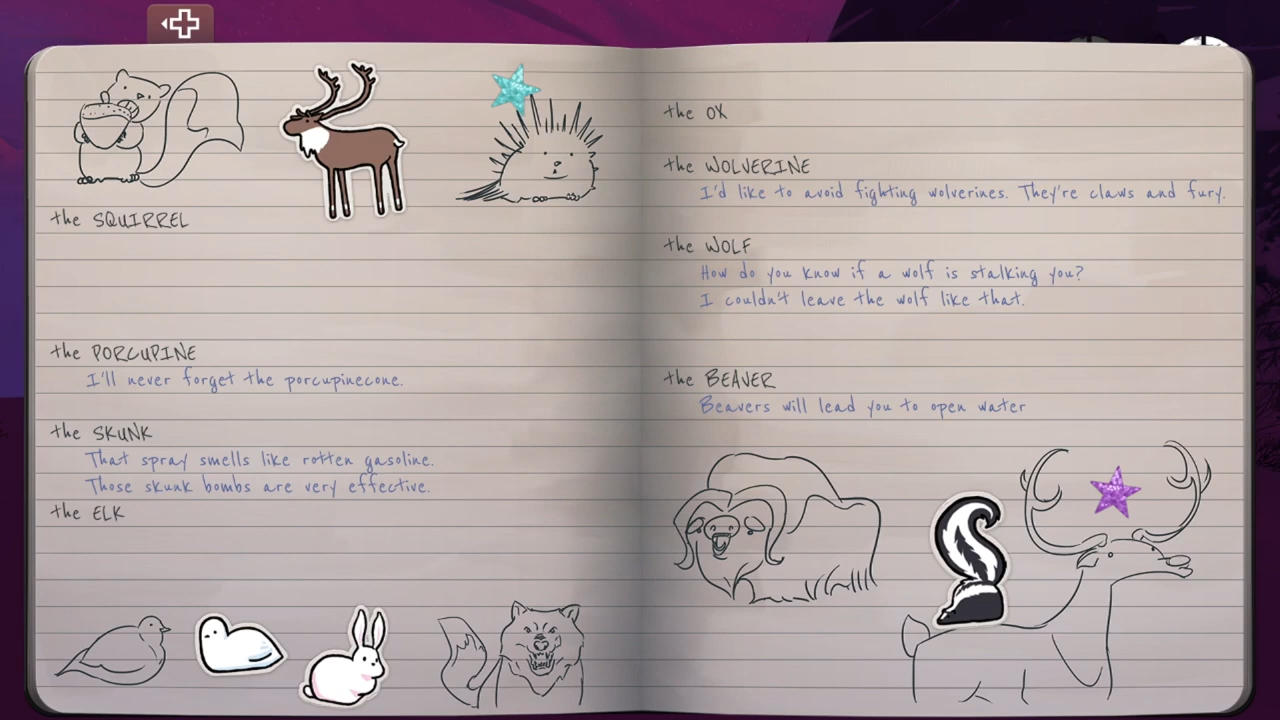 the SQUIRREL
the PORCUPINE
I'll never forget the porcupinecone.
the SKUNK
That spray smells like rotten gasoline.
Those skunk bombs are very effective.
the ELK
the OX
the WOLVERINE
I'd like to avoid fighting wolverines. They're claws and fury.
the WOLF
How do you know if a wolf is stalking you?
I couldn't leave the wolf like that.
the BEAVER
Beavers will lead you to open water